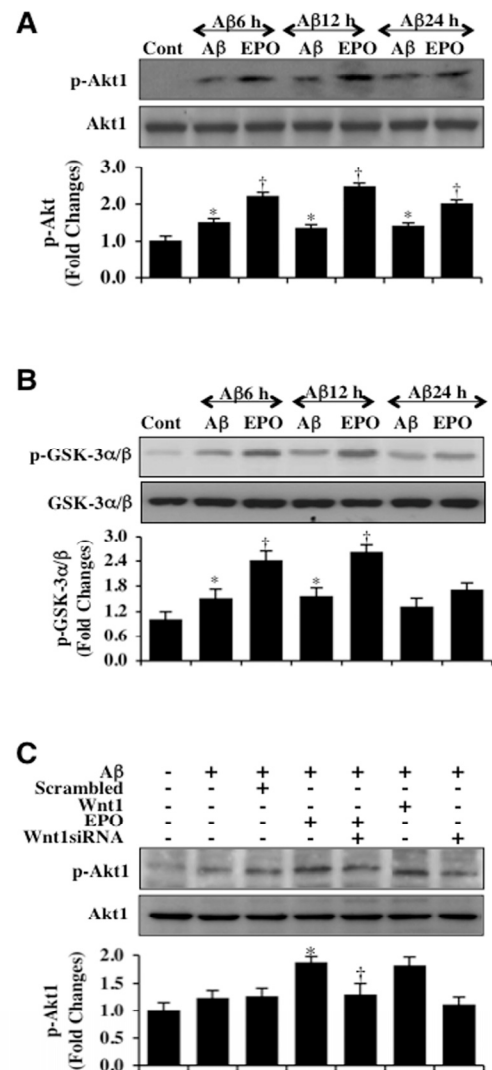 A
Aβ6 h Aβ12 h Aβ24 h
Cont Aβ EPO Aβ EPO Aβ EPO
p-Akt1
Akt1
p-Akt
(Fold Changes)
3.0
2.0
1.0
0.0
* † * † * †
B
Aβ6 h Aβ12 h Aβ24 h
Cont Aβ EPO Aβ EPO Aβ EPO
p-GSK-3α/β
GSK-3α/β
p-GSK-3α/β
(Fold Changes)
3.0
2.4
1.8
1.2
0.6
0.0
* † * †
C
Aβ - + + + + + +
Scrambled - - + - - - -
Wnt1 - - - - - + -
EPO - - - + + - -
Wnt1siRNA - - - - + - +
p-Akt1
Akt1
p-Akt1
(Fold Changes)
2.0
1.5
1.0
0.5
0.0
* †